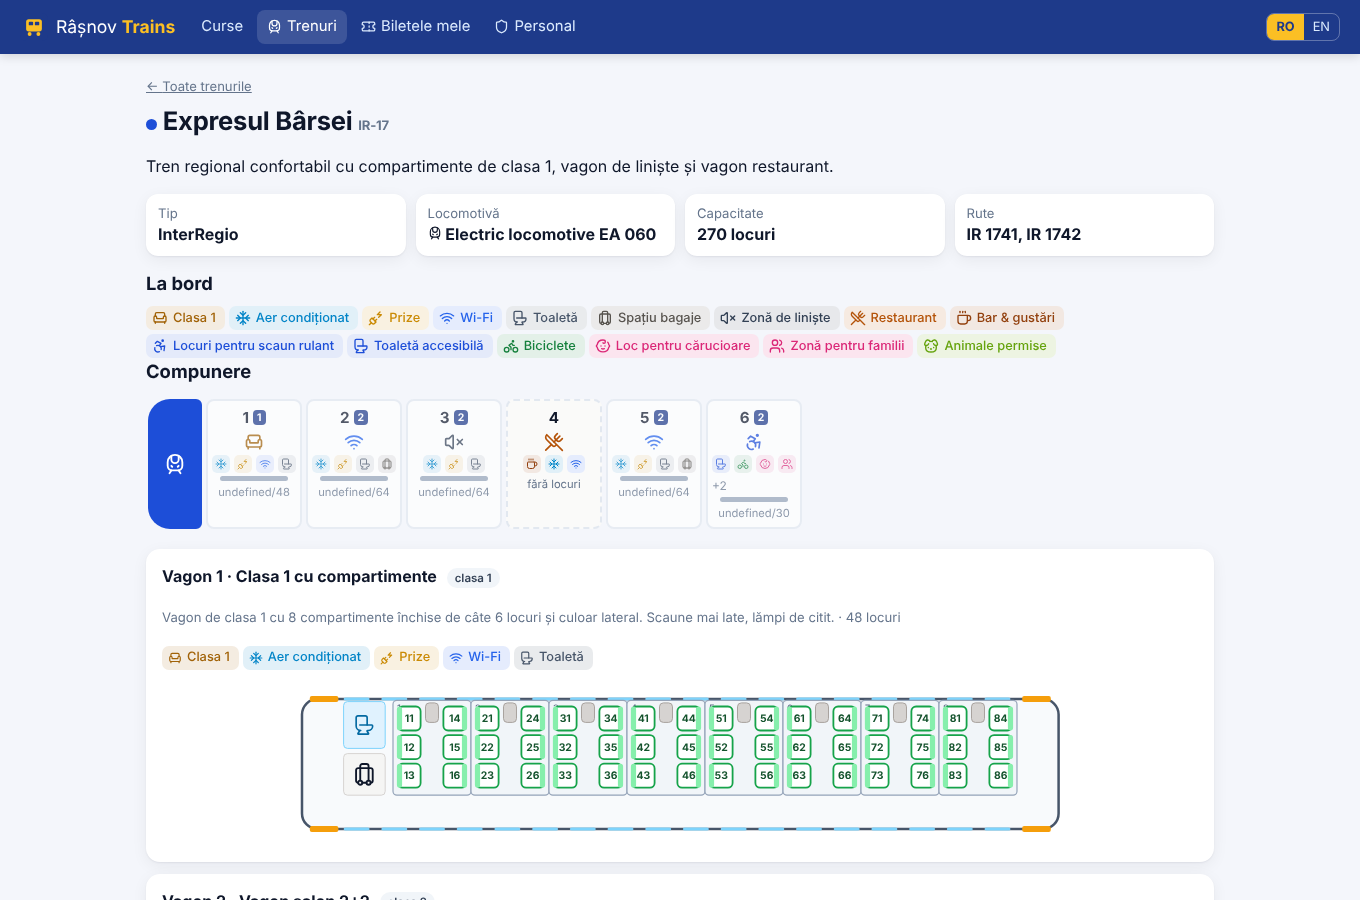 Râșnov Trains Curse Trenuri Biletele mele Personal RO EN
← Toate trenurile
Expresul Bârsei IR-17
Tren regional confortabil cu compartimente de clasa 1, vagon de liniște și vagon restaurant.
Tip Locomotivă Capacitate Rute
InterRegio Electric locomotive EA 060 270 locuri IR 1741, IR 1742
La bord
Clasa 1 Aer condiționat Prize Wi-Fi Toaletă Spațiu bagaje Zonă de liniște Restaurant Bar & gustări
Locuri pentru scaun rulant Toaletă accesibilă Biciclete Loc pentru cărucioare Zonă pentru familii Animale permise
Compunere
1 1 2 2 3 2 4 5 2 6 2
fără locuri +2
undefined/48 undefined/64 undefined/64 undefined/64 undefined/30
Vagon 1 · Clasa 1 cu compartimente clasa 1
Vagon de clasa 1 cu 8 compartimente închise de câte 6 locuri și culoar lateral. Scaune mai late, lămpi de citit. · 48 locuri
Clasa 1 Aer condiționat Prize Wi-Fi Toaletă
11 14 21 24 31 34 41 44 51 54 61 64 71 74 81 84
12 15 22 25 32 35 42 45 52 55 62 65 72 75 82 85
13 16 23 26 33 36 43 46 53 56 63 66 73 76 83 86